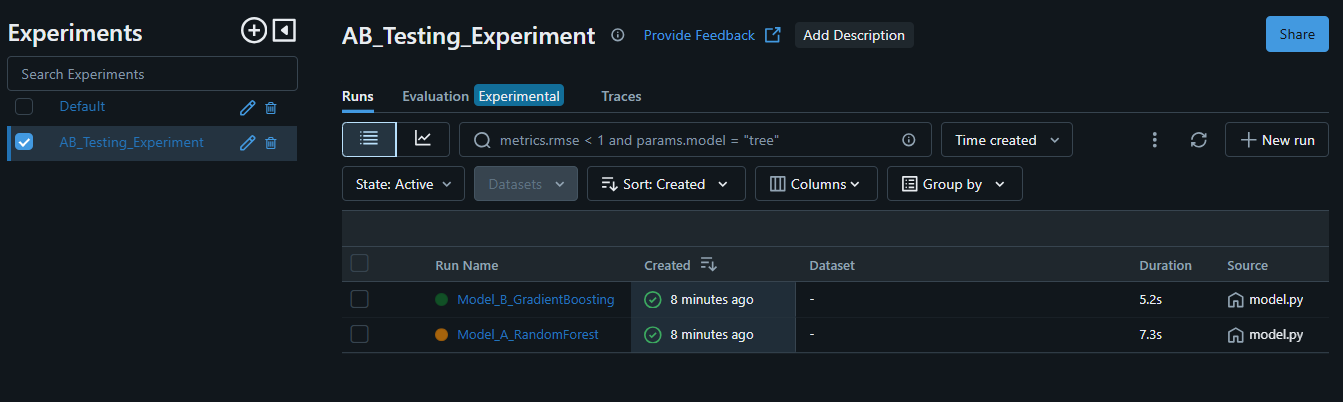 Experiments
Search Experiments
Default
AB_Testing_Experiment
AB_Testing_Experiment Provide Feedback Add Description Share
Runs Evaluation Experimental Traces
metrics.rmse < 1 and params.model = "tree" Time created New run
State: Active Datasets Sort: Created Columns Group by
Run Name Created Dataset Duration Source
Model_B_GradientBoosting 8 minutes ago - 5.2s model.py
Model_A_RandomForest 8 minutes ago - 7.3s model.py